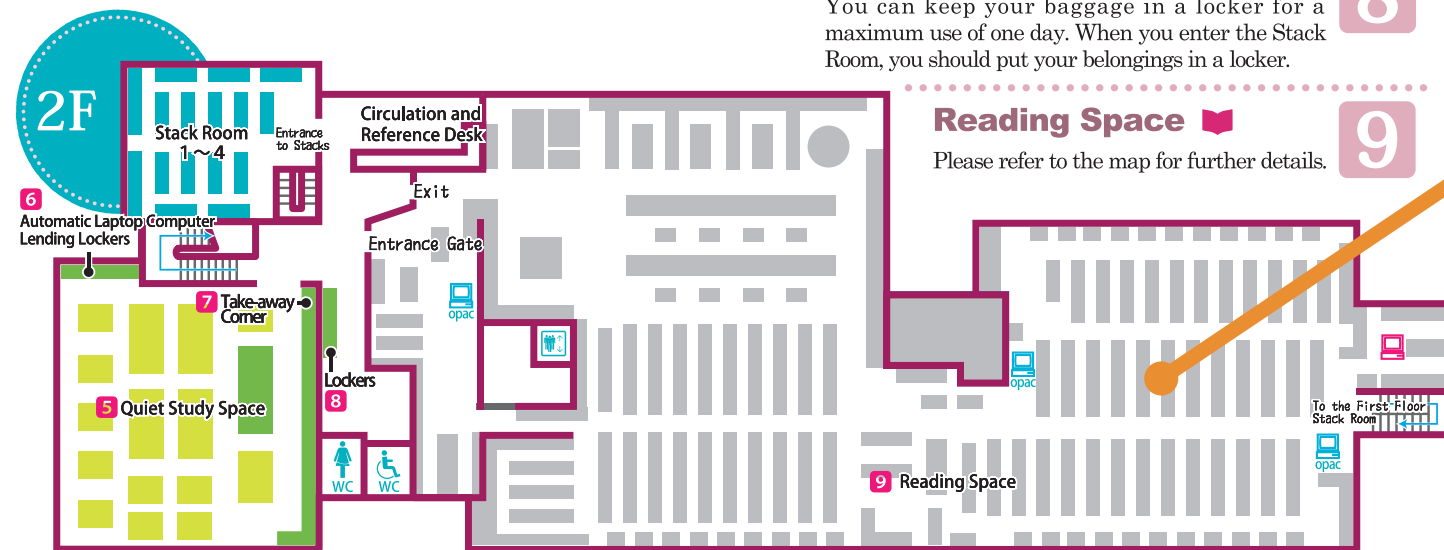 You can keep your baggage in a locker for a
maximum use of one day. When you enter the Stack
Room, you should put your belongings in a locker.
8
Reading Space
9
Please refer to the map for further details.
2F
Stack Room
1～4
Entrance
to Stacks
Circulation and
Reference Desk
Exit
Entrance Gate
6
Automatic Laptop Computer
Lending Lockers
7 Take-away
Corner
opac
Lockers
8
5 Quiet Study Space
WC
WC
opac
To the First Floor
Stack Room
opac
9 Reading Space